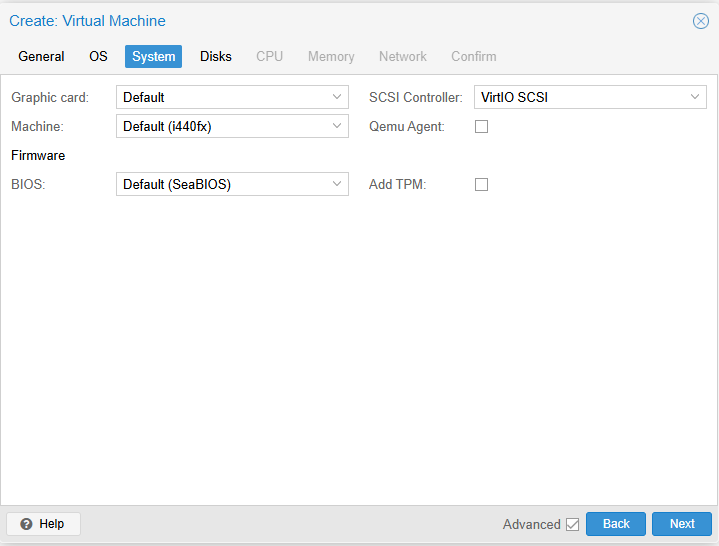 Create: Virtual Machine
General OS System Disks CPU Memory Network Confirm
Graphic card: Default SCSI Controller: VirtIO SCSI
Machine: Default (i440fx) Qemu Agent:
Firmware
BIOS: Default (SeaBIOS) Add TPM:
? Help Advanced Back Next